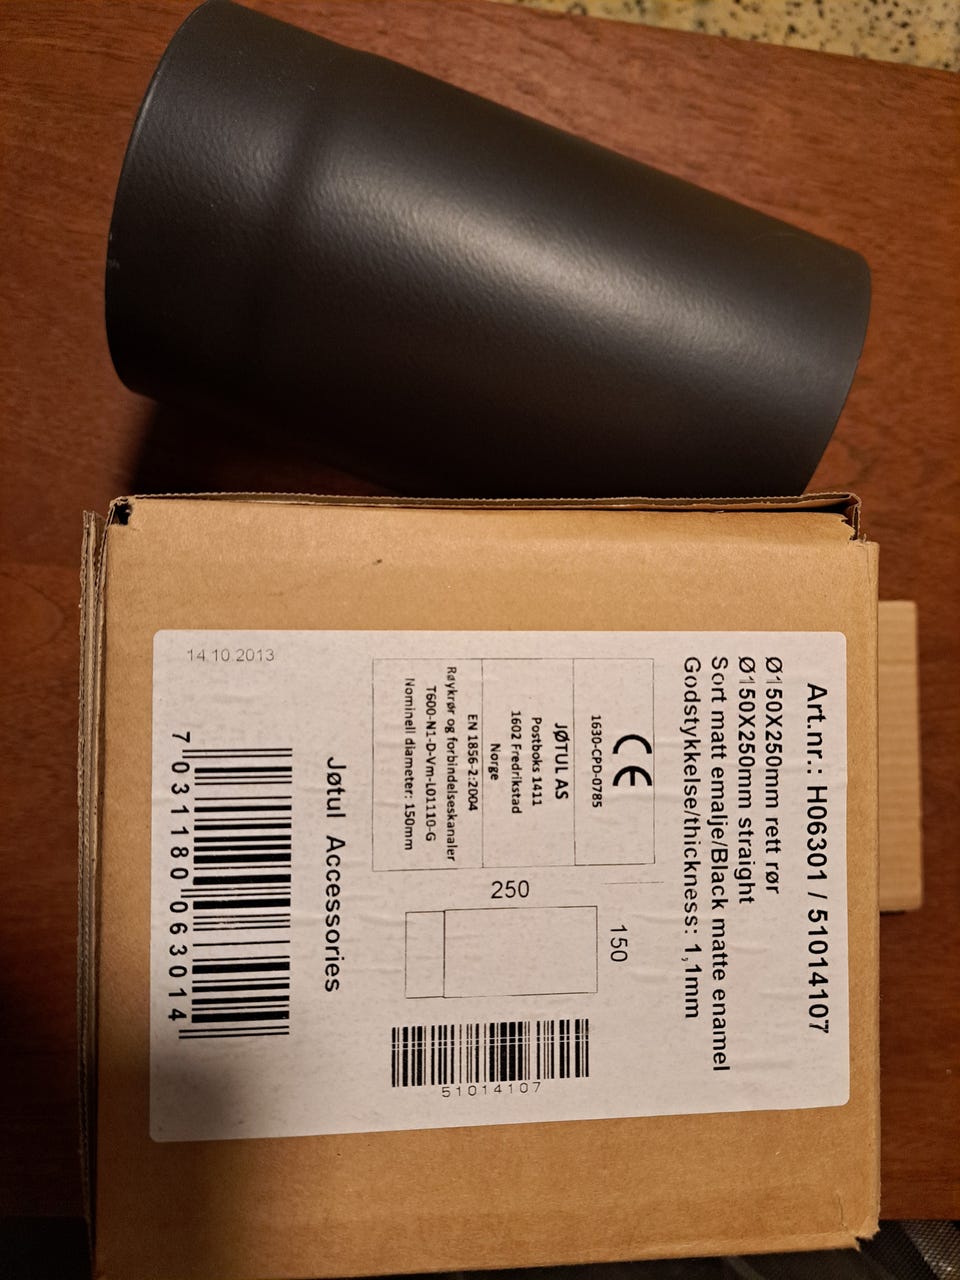 Art.nr.: H06301 / 51014107
Ø150X250mm rett rør
Ø150X250mm straight
Sort matt emalje/Black matte enamel
Godstykkelse/thickness: 1,1mm
CE
1630-CPD-0785
JØTUL AS
Postboks 1411
1602 Fredrikstad
Norge
EN 1856-2:2004
Røykrør og forbindelseskanaler
T600-N1-D-Vm-L01110-G
Nominell diameter: 150mm
150
250
51014107
Jøtul Accessories
14 10 2013
7 031180 063014